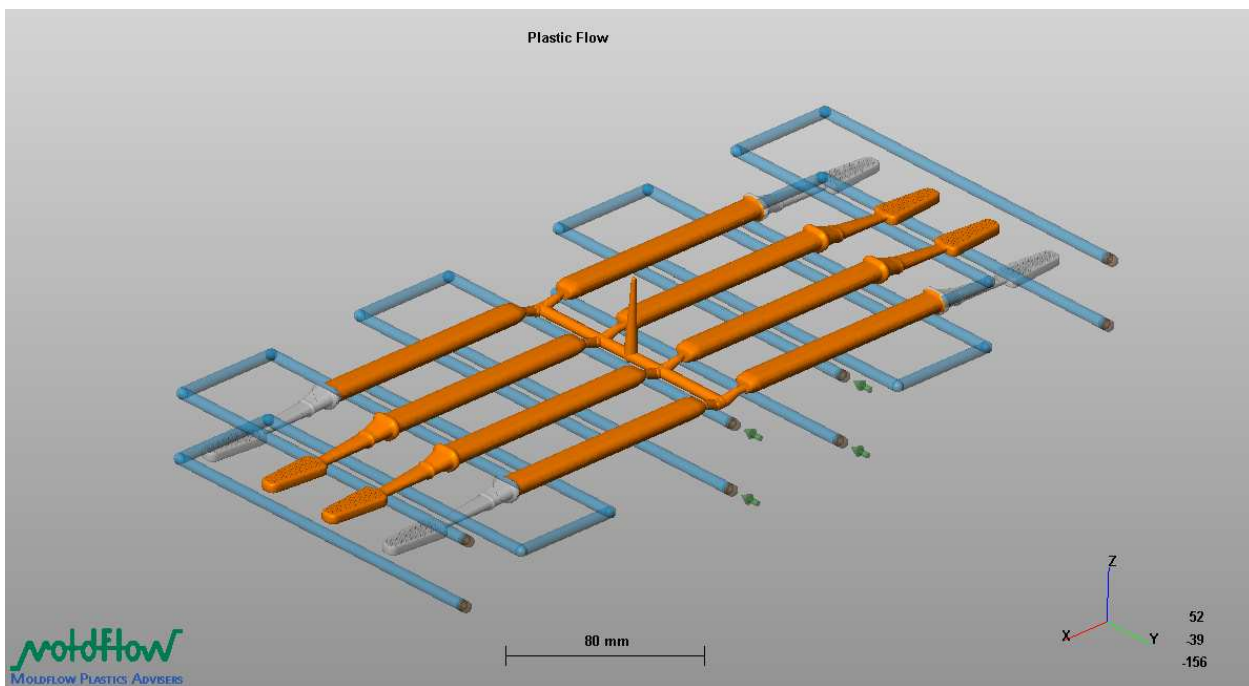 Plastic Flow
Z
X
Y
52
-39
-156
80 mm
moldflow
MOLDFLOW PLASTICS ADVISERS